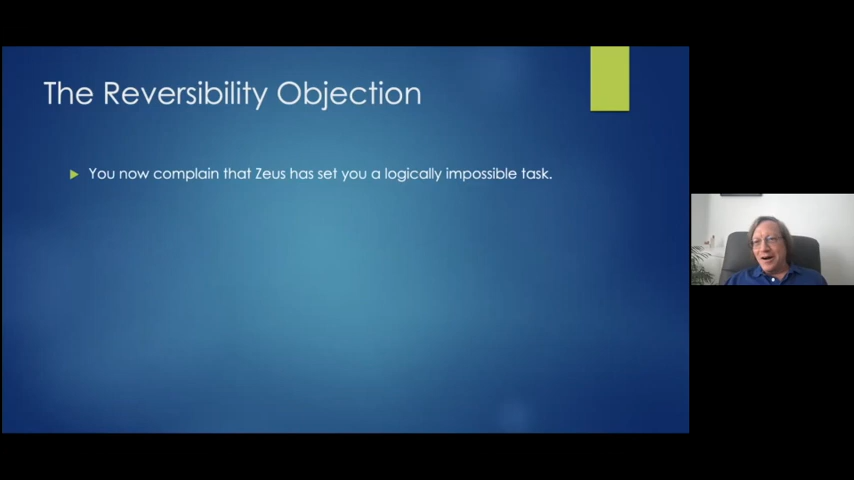 The Reversibility Objection
You now complain that Zeus has set you a logically impossible task.